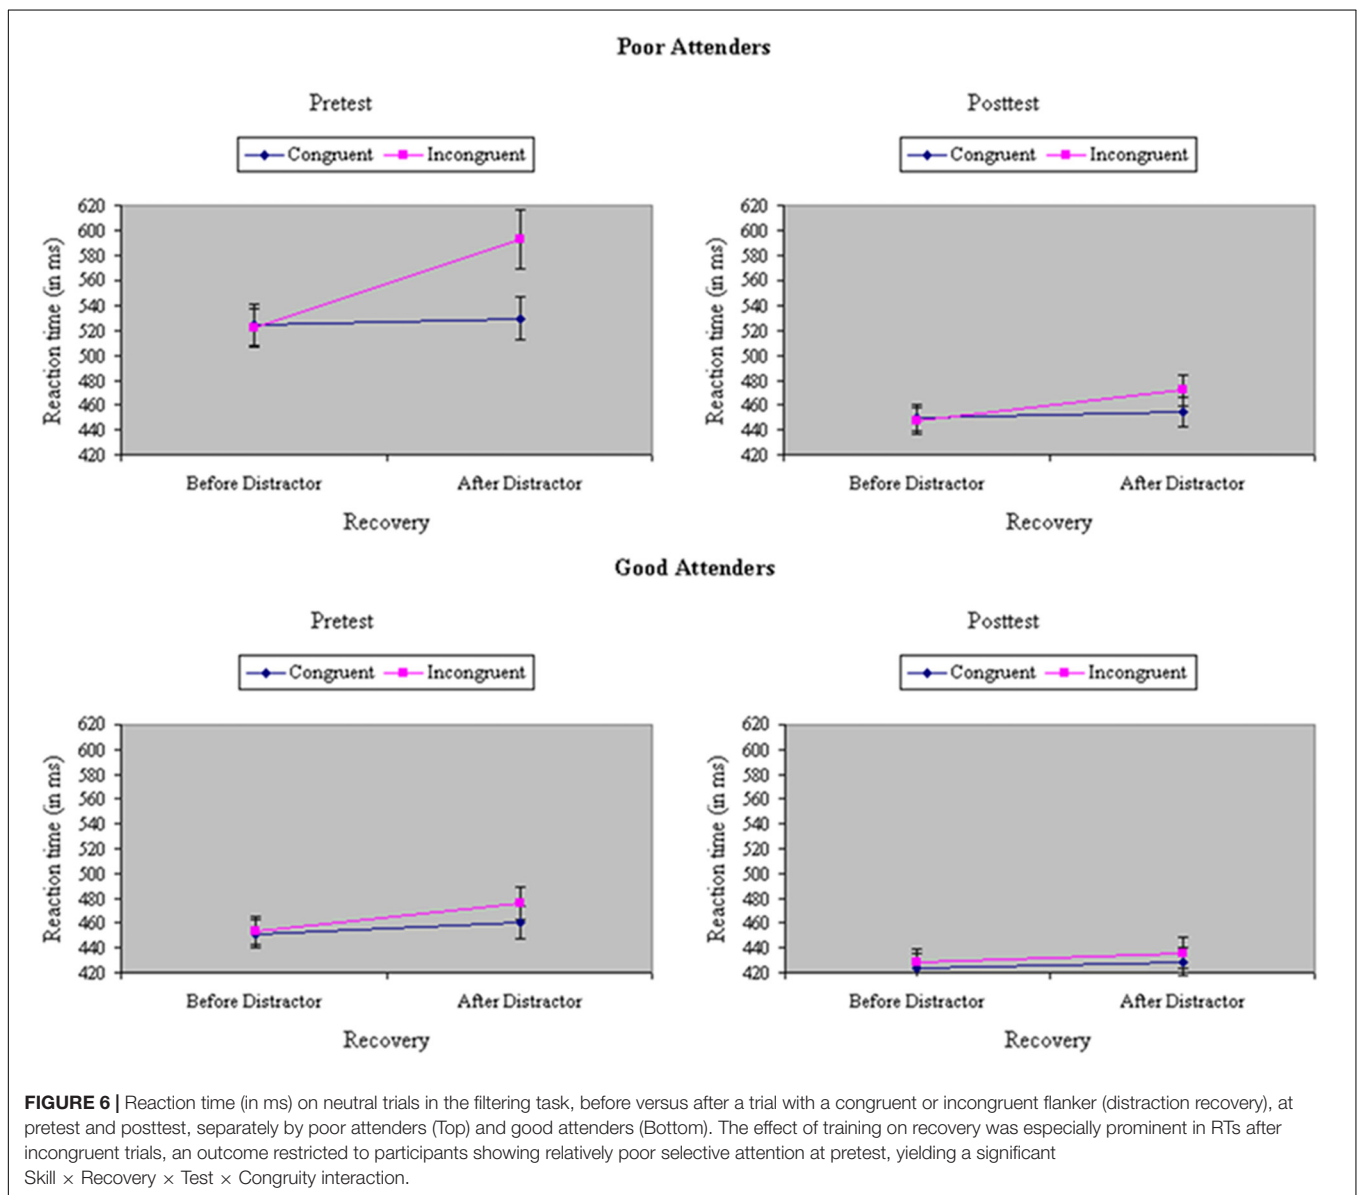 Poor Attenders
Pretest
Congruent Incongruent
620
600
580
560
540
520
500
480
460
440
420
Reaction time (in ms)
Before Distractor After Distractor
Recovery
Posttest
Congruent Incongruent
620
600
580
560
540
520
500
480
460
440
420
Reaction time (in ms)
Before Distractor After Distractor
Recovery
Good Attenders
Pretest
Congruent Incongruent
620
600
580
560
540
520
500
480
460
440
420
Reaction time (in ms)
Before Distractor After Distractor
Recovery
Posttest
Congruent Incongruent
620
600
580
560
540
520
500
480
460
440
420
Reaction time (in ms)
Before Distractor After Distractor
Recovery
FIGURE 6 | Reaction time (in ms) on neutral trials in the filtering task, before versus after a trial with a congruent or incongruent flanker (distraction recovery), at
pretest and posttest, separately by poor attenders (Top) and good attenders (Bottom). The effect of training on recovery was especially prominent in RTs after
incongruent trials, an outcome restricted to participants showing relatively poor selective attention at pretest, yielding a significant
Skill × Recovery × Test × Congruity interaction.